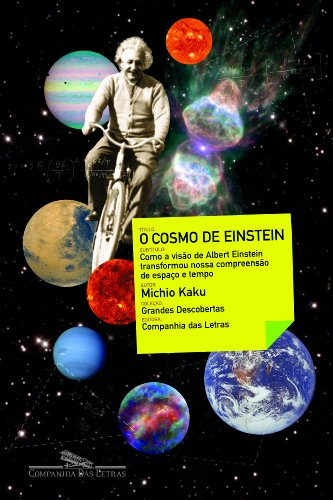 TÍTULO:
O COSMO DE EINSTEIN
SUBTÍTULO:
Como a visão de Albert Einstein
transformou nossa compreensão
de espaço e tempo
AUTOR:
Michio Kaku
COLEÇÃO:
Grandes Descobertas
EDITORA:
Companhia das Letras
COMPANHIA DAS LETRAS